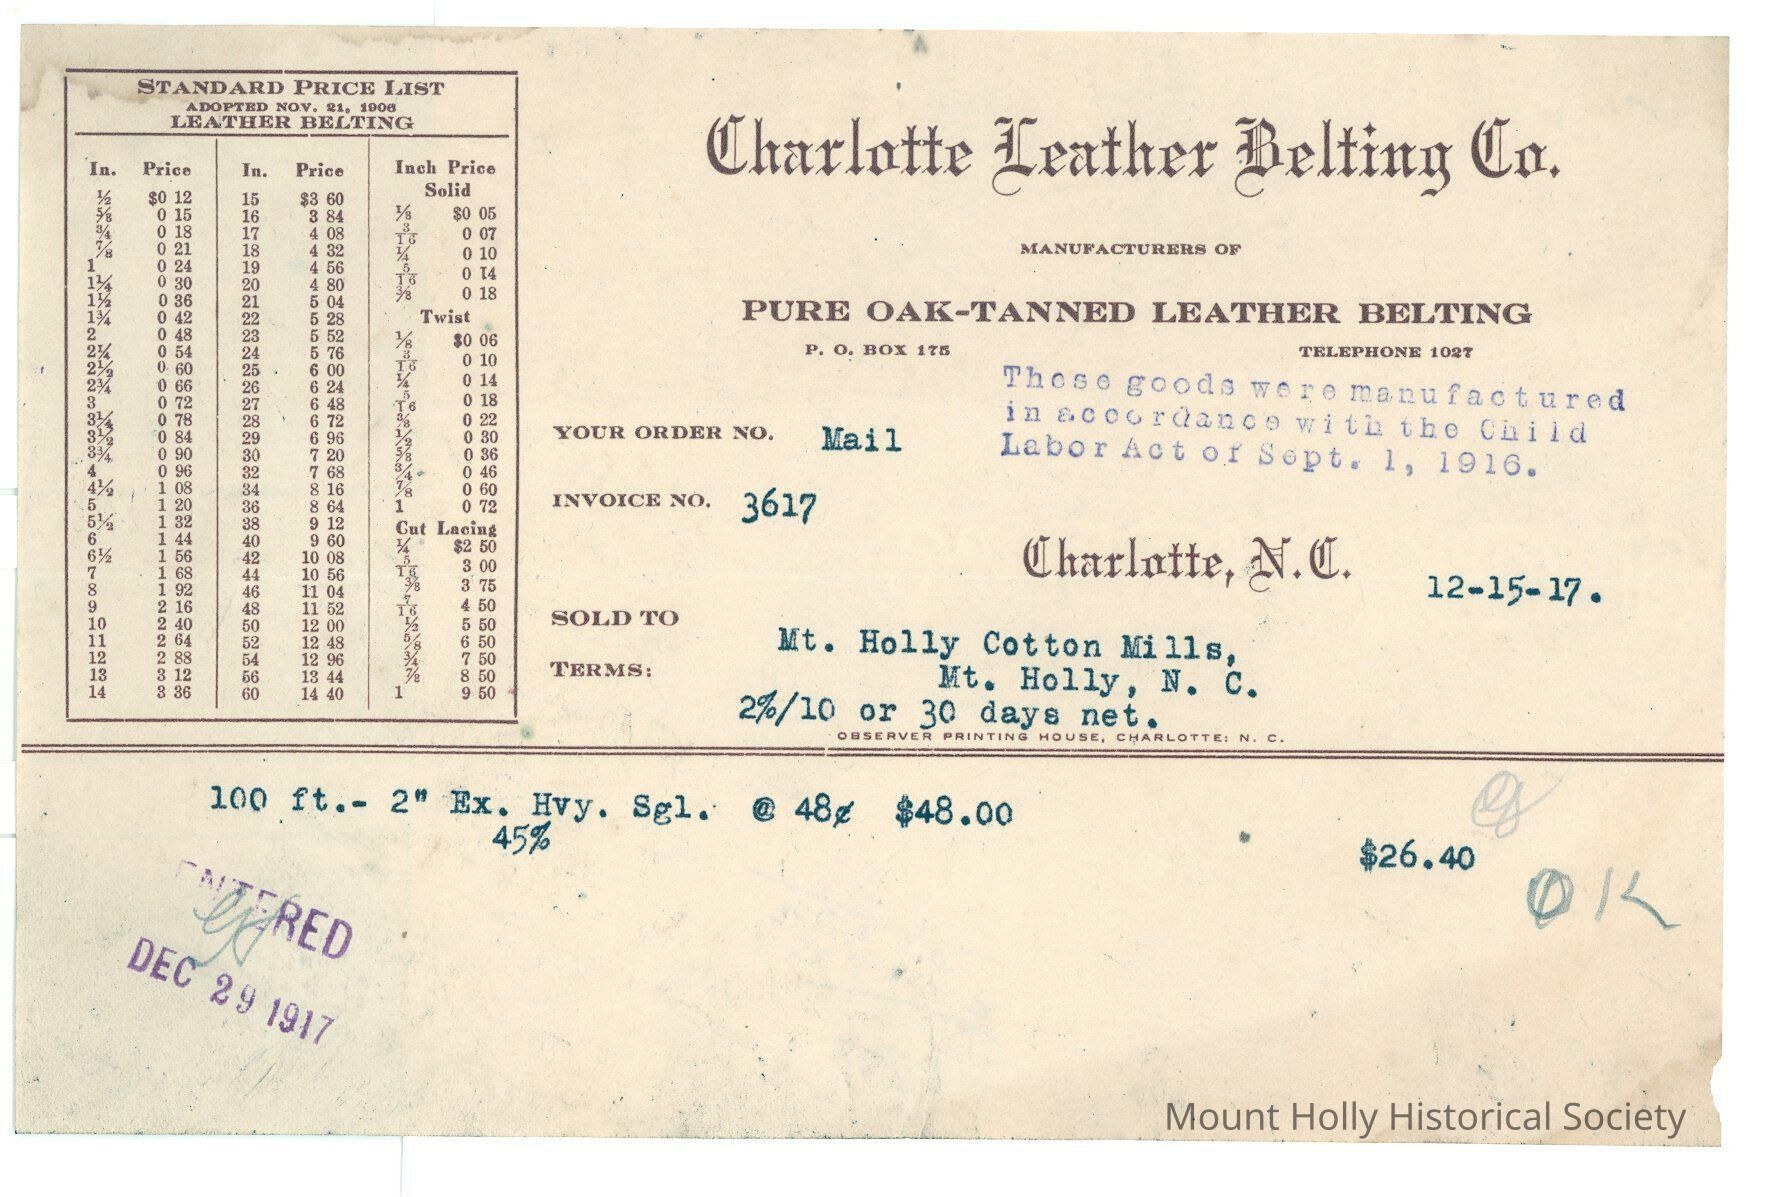 STANDARD PRICE LIST
ADOPTED NOV. 21, 1906
LEATHER BELTING
In. Price In. Price Inch Price
Solid
½ $0 12 15 $3 60 ⅛ $0 05
⅝ 0 15 16 3 84 3/16 0 07
¾ 0 18 17 4 08 ¼ 0 10
⅞ 0 21 18 4 32 5/16 0 14
1 0 24 19 4 56 ⅜ 0 18
1¼ 0 30 20 4 80
1½ 0 36 21 5 04
1¾ 0 42 22 5 28 Twist
2 0 48 23 5 52 ⅛ $0 06
2¼ 0 54 24 5 76 3/16 0 10
2½ 0 60 25 6 00 ¼ 0 14
2¾ 0 66 26 6 24 5/16 0 18
3 0 72 27 6 48 ⅜ 0 22
3¼ 0 78 28 6 72 ½ 0 30
3½ 0 84 29 6 96 ⅝ 0 36
3¾ 0 90 30 7 20 ¾ 0 46
4 0 96 32 7 68 ⅞ 0 60
4½ 1 08 34 8 16 1 0 72
5 1 20 36 8 64 Cut Lacing
5½ 1 32 38 9 12 ¼ $2 50
6 1 44 40 9 60 5/16 3 00
6½ 1 56 42 10 08 ⅜ 3 75
7 1 68 44 10 56 7/16 4 50
8 1 92 46 11 04 ½ 5 50
9 2 16 48 11 52 ⅝ 6 50
10 2 40 50 12 00 ¾ 7 50
11 2 64 52 12 48 ⅞ 8 50
12 2 88 54 12 96 1 9 50
13 3 12 56 13 44
14 3 36 60 14 40
Charlotte Leather Belting Co.
MANUFACTURERS OF
PURE OAK-TANNED LEATHER BELTING
P. O. BOX 175 TELEPHONE 1027
These goods were manufactured
in accordance with the Child
Labor Act of Sept. 1, 1916.
YOUR ORDER NO. Mail
INVOICE NO. 3617
Charlotte, N.C. 12-15-17.
SOLD TO Mt. Holly Cotton Mills,
Mt. Holly, N. C.
TERMS: 2%/10 or 30 days net.
OBSERVER PRINTING HOUSE, CHARLOTTE: N. C.
100 ft.- 2" Ex. Hvy. Sgl. @ 48¢ $48.00
45%
$26.40
OK
ENTERED
DEC 29 1917
Mount Holly Historical Society